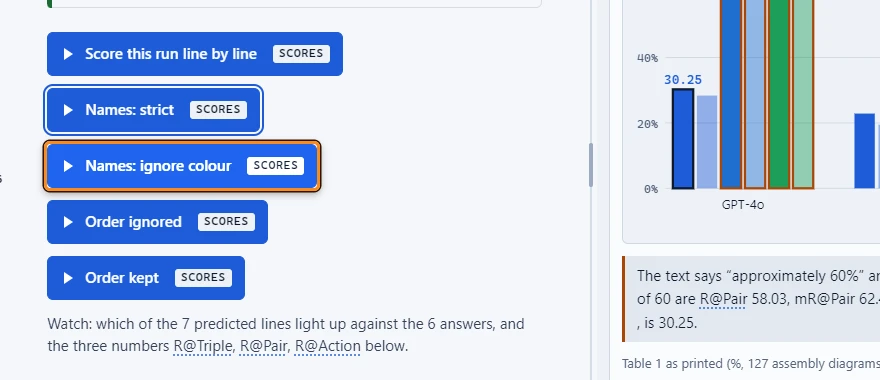 Score this run line by line SCORES
Names: strict SCORES
Names: ignore colour SCORES
Order ignored SCORES
Order kept SCORES
Watch: which of the 7 predicted lines light up against the 6 answers, and
the three numbers R@Triple, R@Pair, R@Action below.
40%
30.25
20%
0%
GPT-4o
The text says “approximately 60%”
of 60 are R@Pair 58.03, mR@Pair
, is 30.25.
Table 1 as printed (%, 127 assembly diagrams